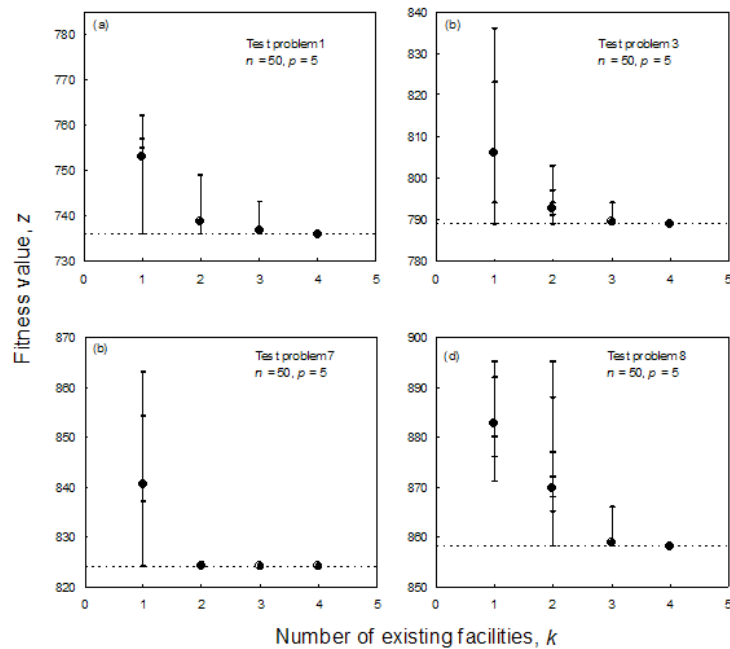 (a)
Test problem 1
n = 50, p = 5
780
770
760
750
740
730
0 1 2 3 4 5
(b)
Test problem 3
n = 50, p = 5
840
830
820
810
800
790
780
0 1 2 3 4 5
Fitness value, z
(b)
Test problem 7
n = 50, p = 5
870
860
850
840
830
820
0 1 2 3 4 5
(d)
Test problem 8
n = 50, p = 5
900
890
880
870
860
850
0 1 2 3 4 5
Number of existing facilities, k